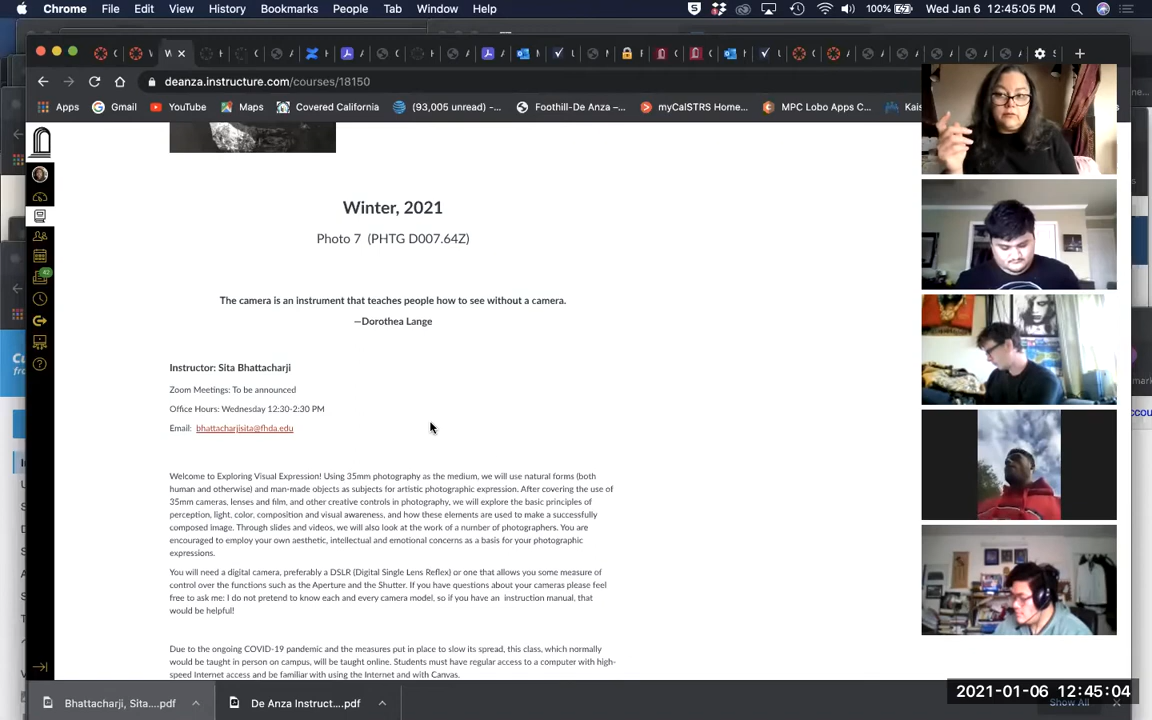 Chrome File Edit View History Bookmarks People Tab Window Help 100% Wed Jan 6 12:45:05 PM
deanza.instructure.com/courses/18150
Apps Gmail YouTube Maps Covered California (93,005 unread) –... Foothill-De Anza –... myCalSTRS Home... MPC Lobo Apps C... Kais
Winter, 2021
Photo 7 (PHTG D007.64Z)
The camera is an instrument that teaches people how to see without a camera.
—Dorothea Lange
Instructor: Sita Bhattacharji
Zoom Meetings: To be announced
Office Hours: Wednesday 12:30-2:30 PM
Email: bhattacharjisita@fhda.edu
42
Welcome to Exploring Visual Expression! Using 35mm photography as the medium, we will use natural forms (both
human and otherwise) and man-made objects as subjects for artistic photographic expression. After covering the use of
35mm cameras, lenses and film, and other creative controls in photography, we will explore the basic principles of
perception, light, color, composition and visual awareness, and how these elements are used to make a successfully
composed image. Through slides and videos, we will also look at the work of a number of photographers. You are
encouraged to employ your own aesthetic, intellectual and emotional concerns as a basis for your photographic
expressions.
You will need a digital camera, preferably a DSLR (Digital Single Lens Reflex) or one that allows you some measure of
control over the functions such as the Aperture and the Shutter. If you have questions about your cameras please feel
free to ask me: I do not pretend to know each and every camera model, so if you have an instruction manual, that
would be helpful!
Due to the ongoing COVID-19 pandemic and the measures put in place to slow its spread, this class, which normally
would be taught in person on campus, will be taught online. Students must have regular access to a computer with high-
speed Internet access and be familiar with using the Internet and with Canvas.
2021-01-06 12:45:04
Bhattacharji, Sita....pdf De Anza Instruct....pdf Show All